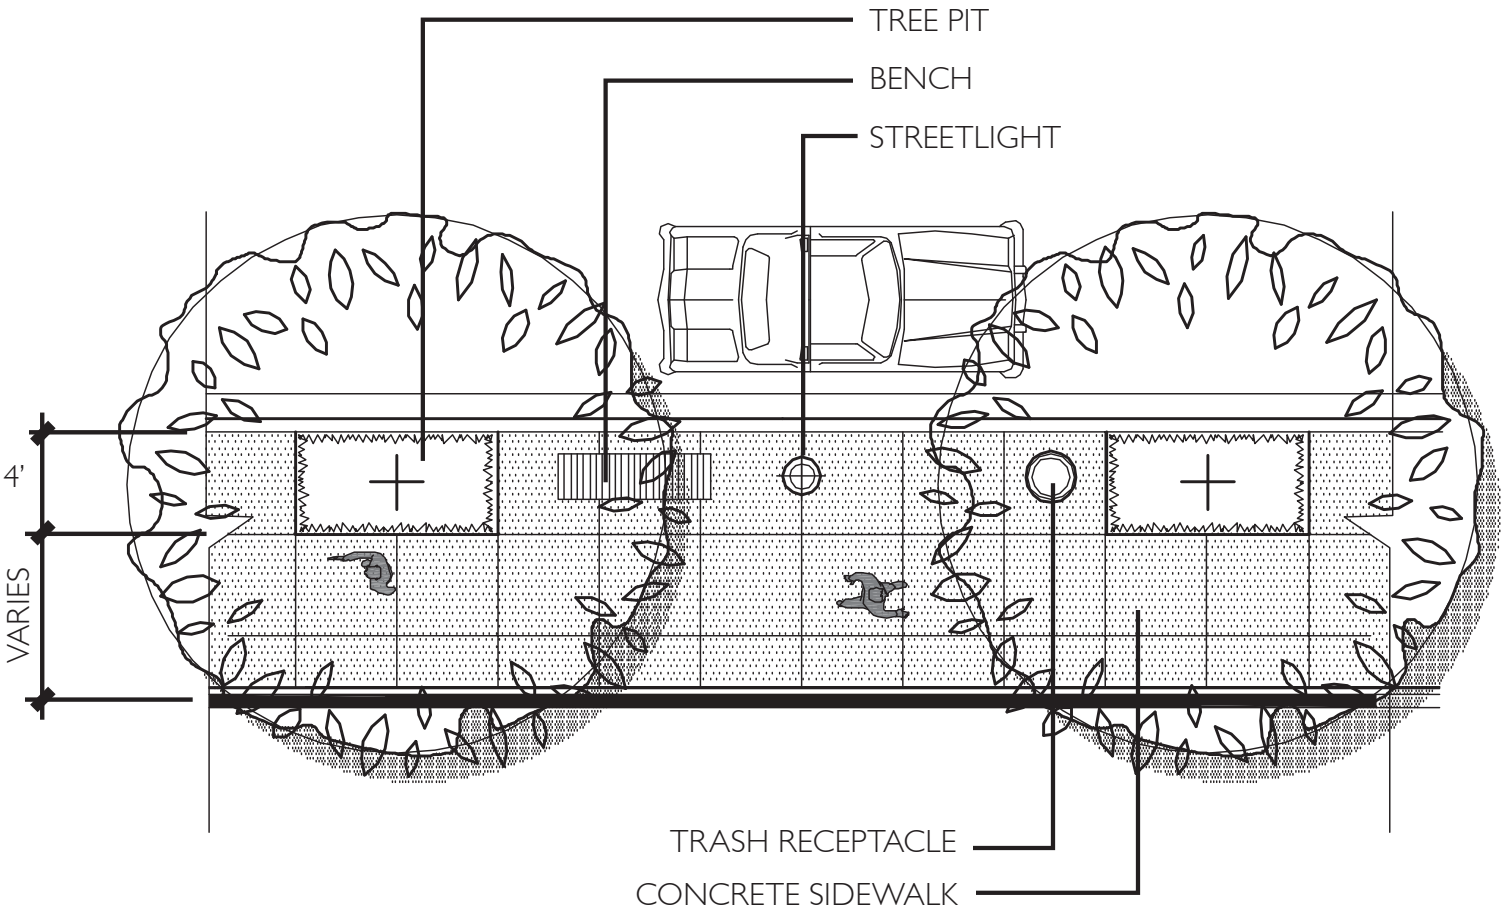 TREE PIT
BENCH
STREETLIGHT
4'
VARIES
TRASH RECEPTACLE
CONCRETE SIDEWALK